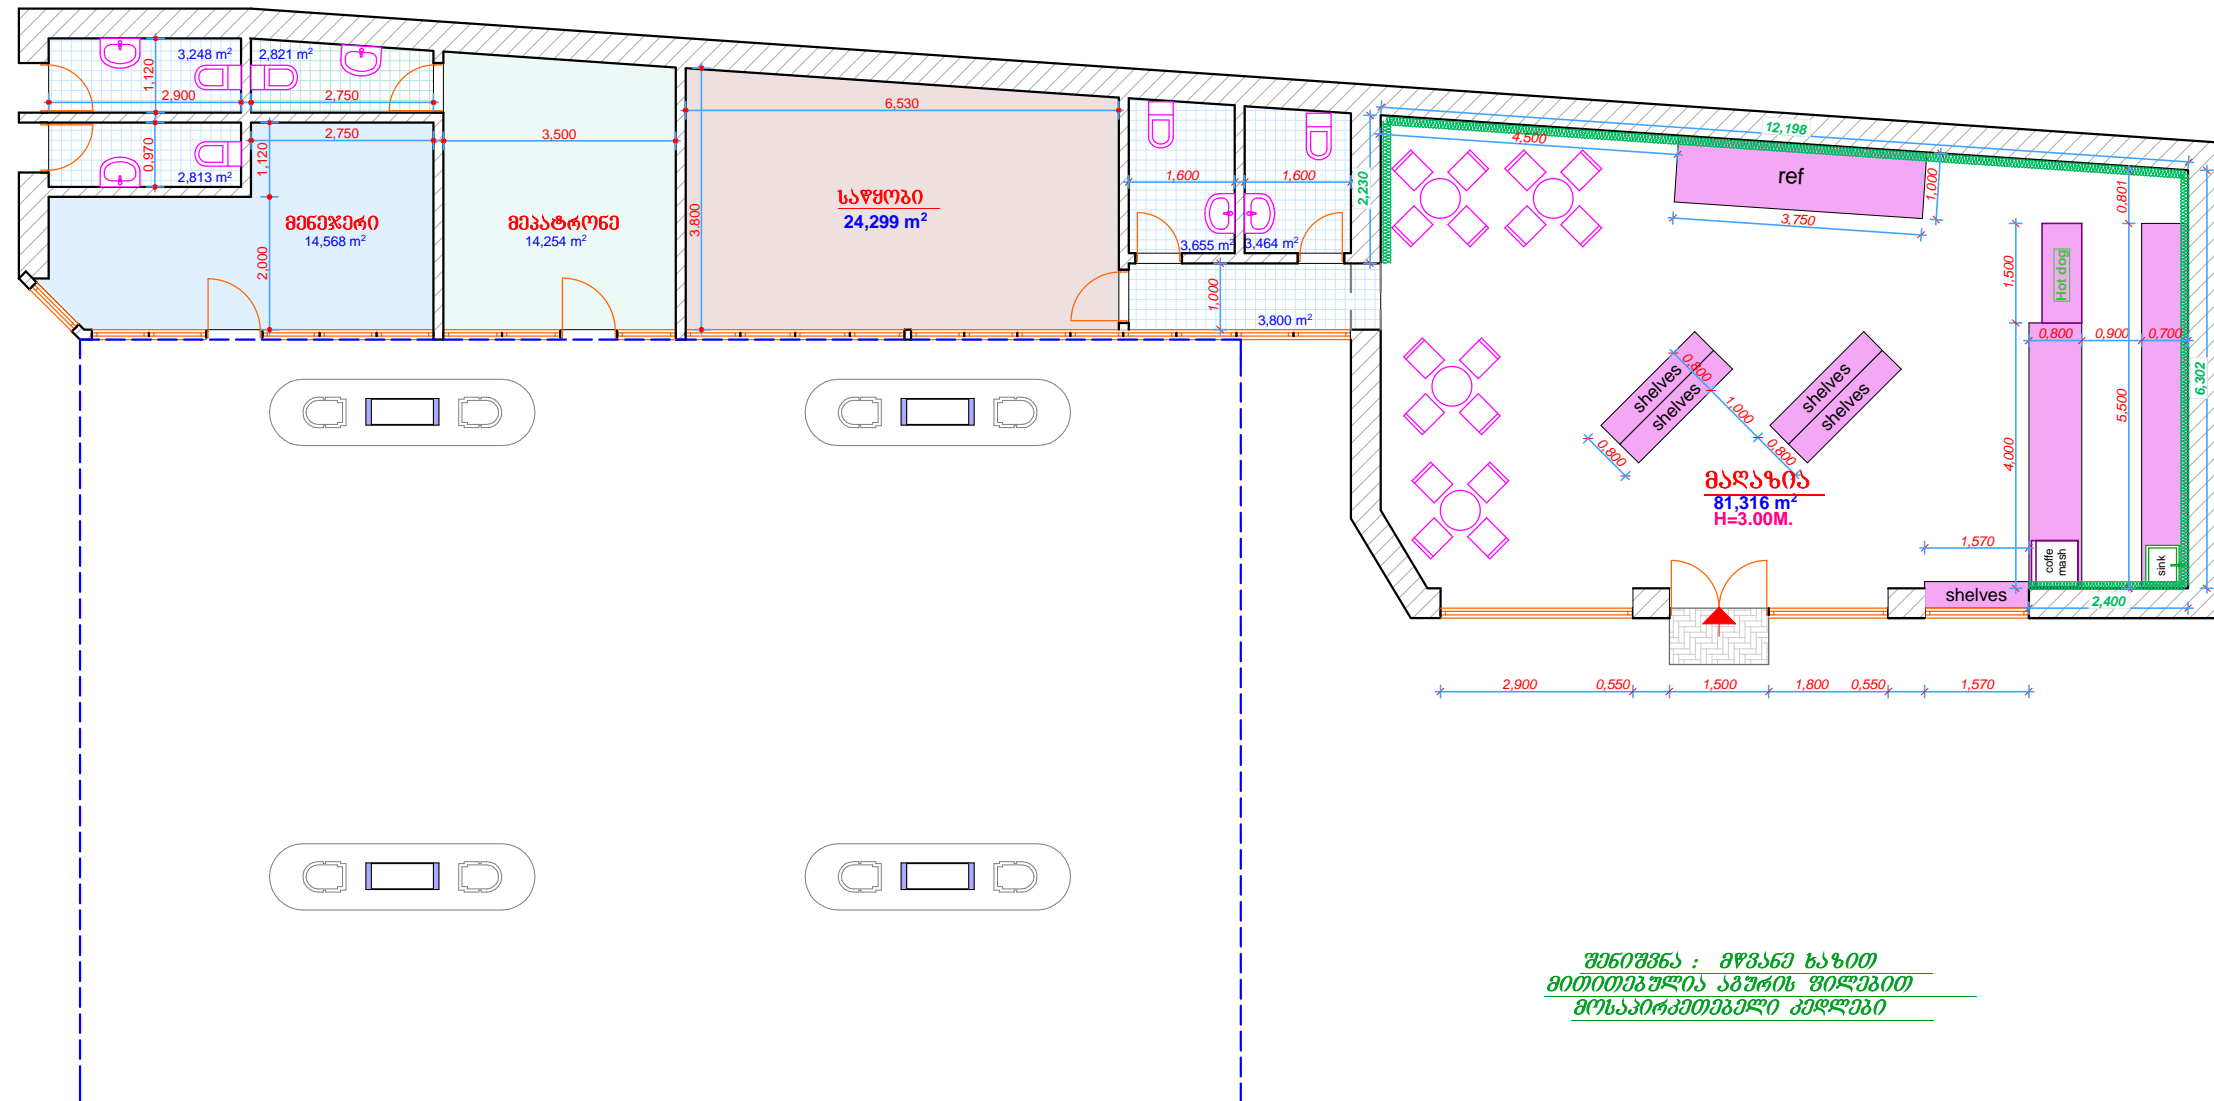 3,248 m²
2,821 m²
1,120
2,900
2,750
0,970
2,813 m²
2,750
1,120
მენეჯერი
14,568 m²
2,000
3,500
მეპატრონე
14,254 m²
6,530
საწყობი
24,299 m²
3,800
1,600
1,600
3,655 m²
3,464 m²
1,000
3,800 m²
2,230
12,198
4,500
ref
1,000
3,750
0,801
Hot dog
1,500
0,800
0,900
0,700
6,302
5,500
4,000
shelves
shelves
0,800
0,800
1,000
shelves
shelves
0,800
მაღაზია
81,316 m²
H=3.00M.
1,570
coffe
mash
sink
shelves
2,400
2,900
0,550
1,500
1,800
0,550
1,570
შენიშვნა : მწვანე ხაზით
მითითებულია აგურის ფილებით
მოსაპირკეთებელი კედლები